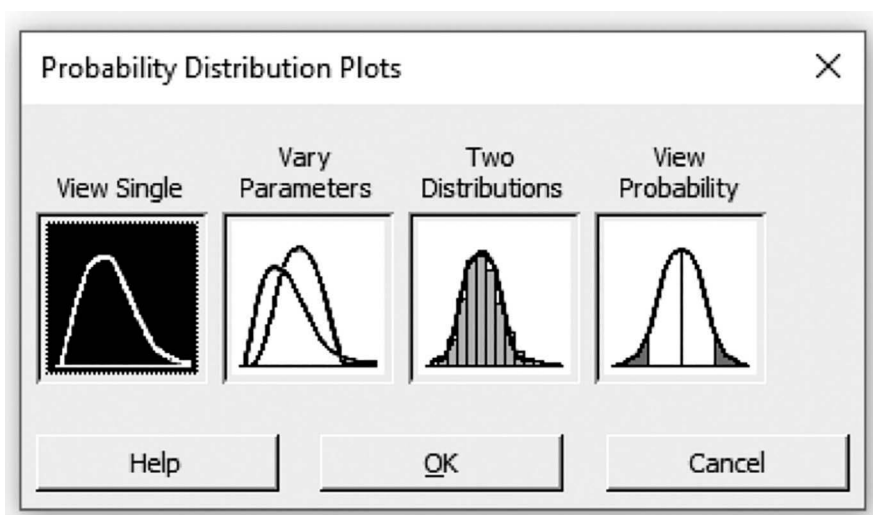 Probability Distribution Plots
View Single
Vary
Parameters
Two
Distributions
View
Probability
Help
OK
Cancel